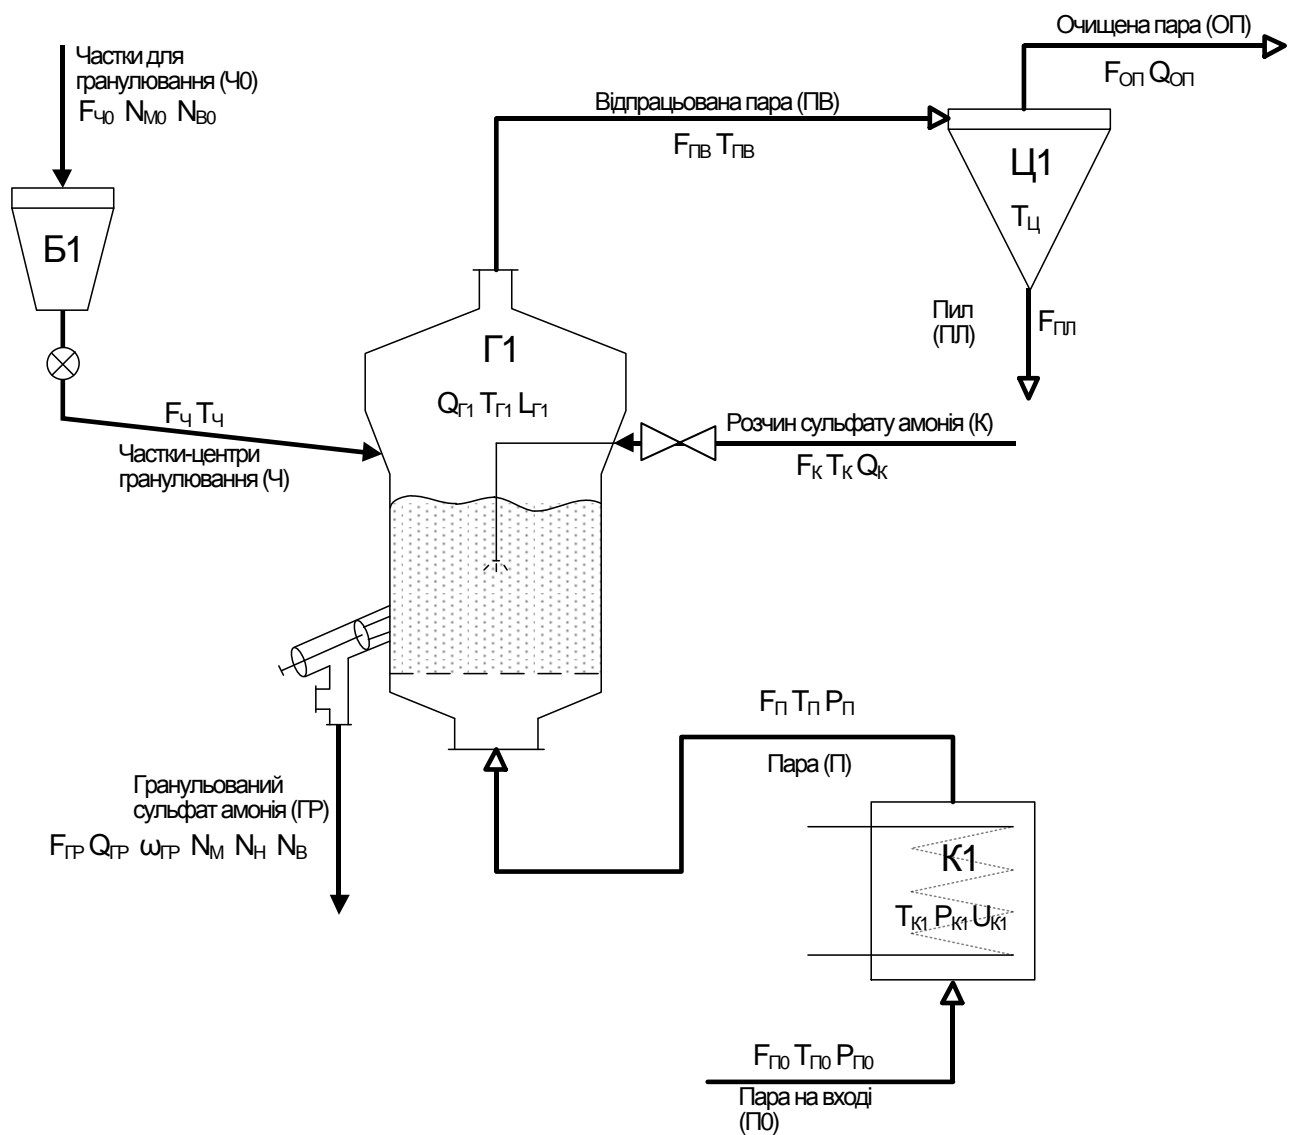 Очищена пара (ОП)
FОП QОП
Частки для
гранулювання (Ч0)
FЧ0 NМ0 NВ0
Відпрацьована пара (ПВ)
FПВ TПВ
Ц1
TЦ
Б1
Пил
(ПЛ)
FПЛ
Г1
QГ1 TГ1 LГ1
FЧ TЧ
Частки-центри
гранулювання (Ч)
Розчин сульфату амонія (К)
FК TК QК
FП TП PП
Пара (П)
Гранульований
сульфат амонія (ГР)
FГР QГР ωГР NМ NН NВ
К1
TК1 PК1 UК1
FП0 TП0 PП0
Пара на вході
(П0)